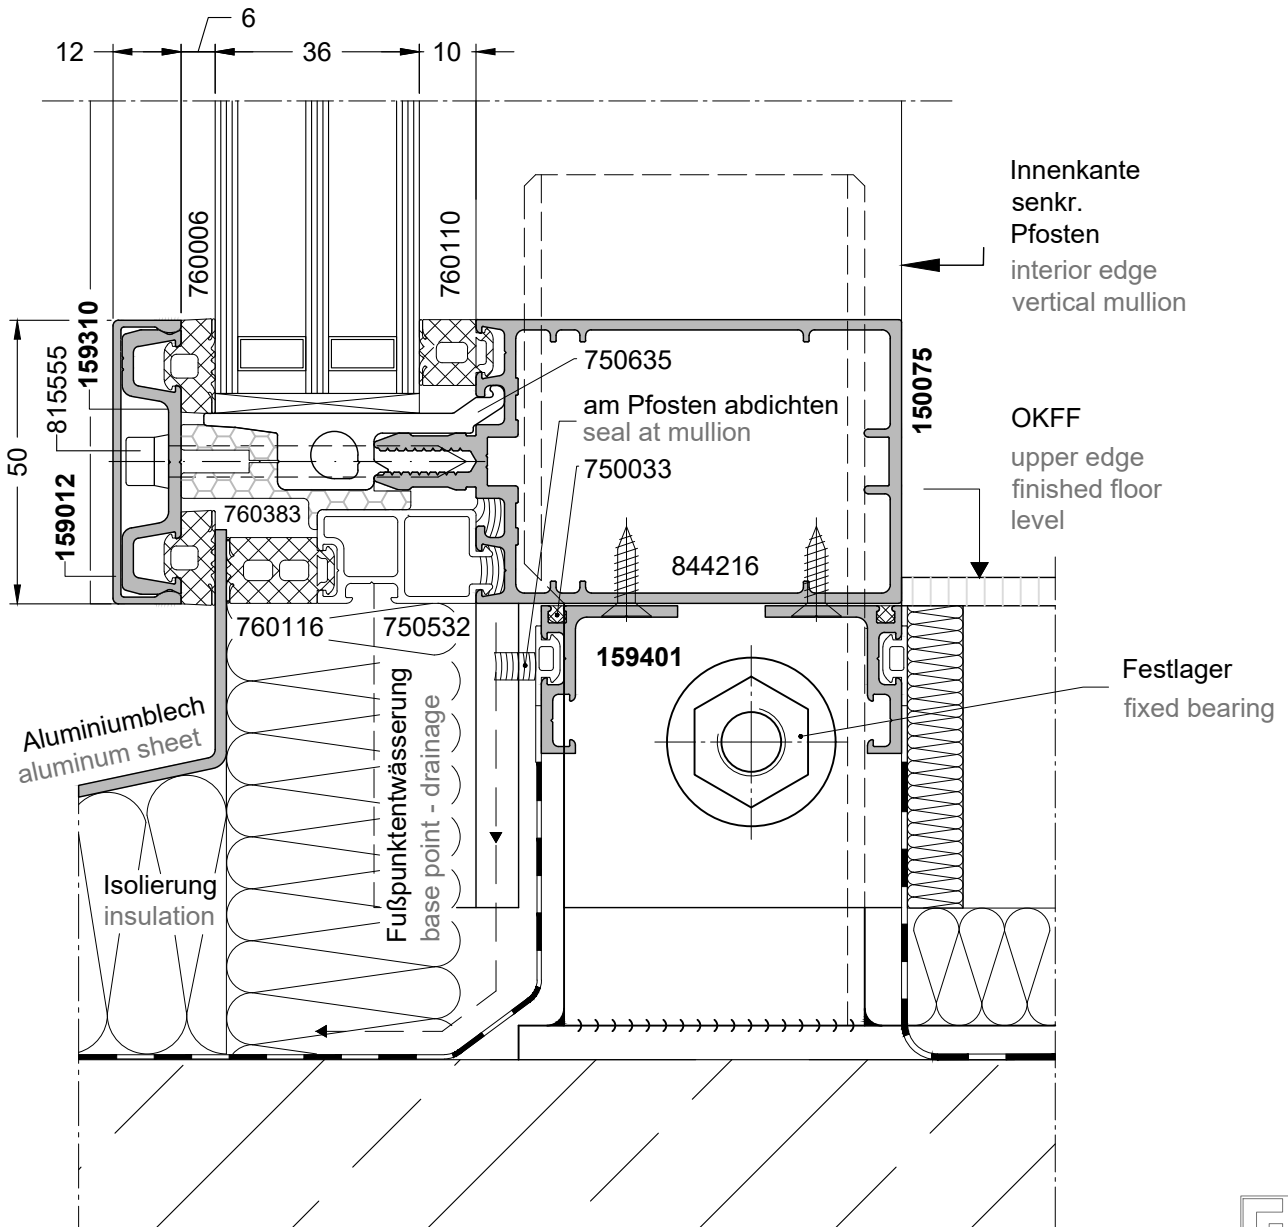 6
12
36
10
760006
760110
Innenkante
senkr.
Pfosten
interior edge
vertical mullion
159310
815555
50
159012
750635
am Pfosten abdichten
seal at mullion
750033
150075
OKFF
upper edge
finished floor
level
760383
844216
760116
750532
159401
Festlager
fixed bearing
Aluminiumblech
aluminum sheet
Fußpunktentwässerung
base point - drainage
Isolierung
insulation